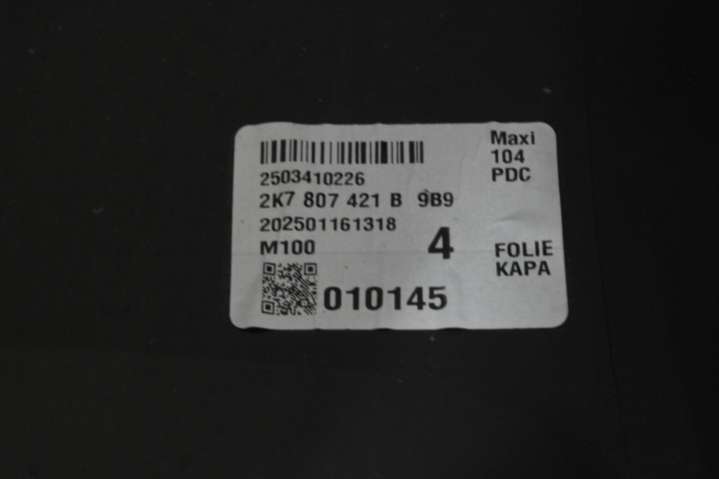 Maxi
104
PDC
2503410226
2K7 807 421 B 9B9
202501161318
M100
4
FOLIE
KAPA
010145